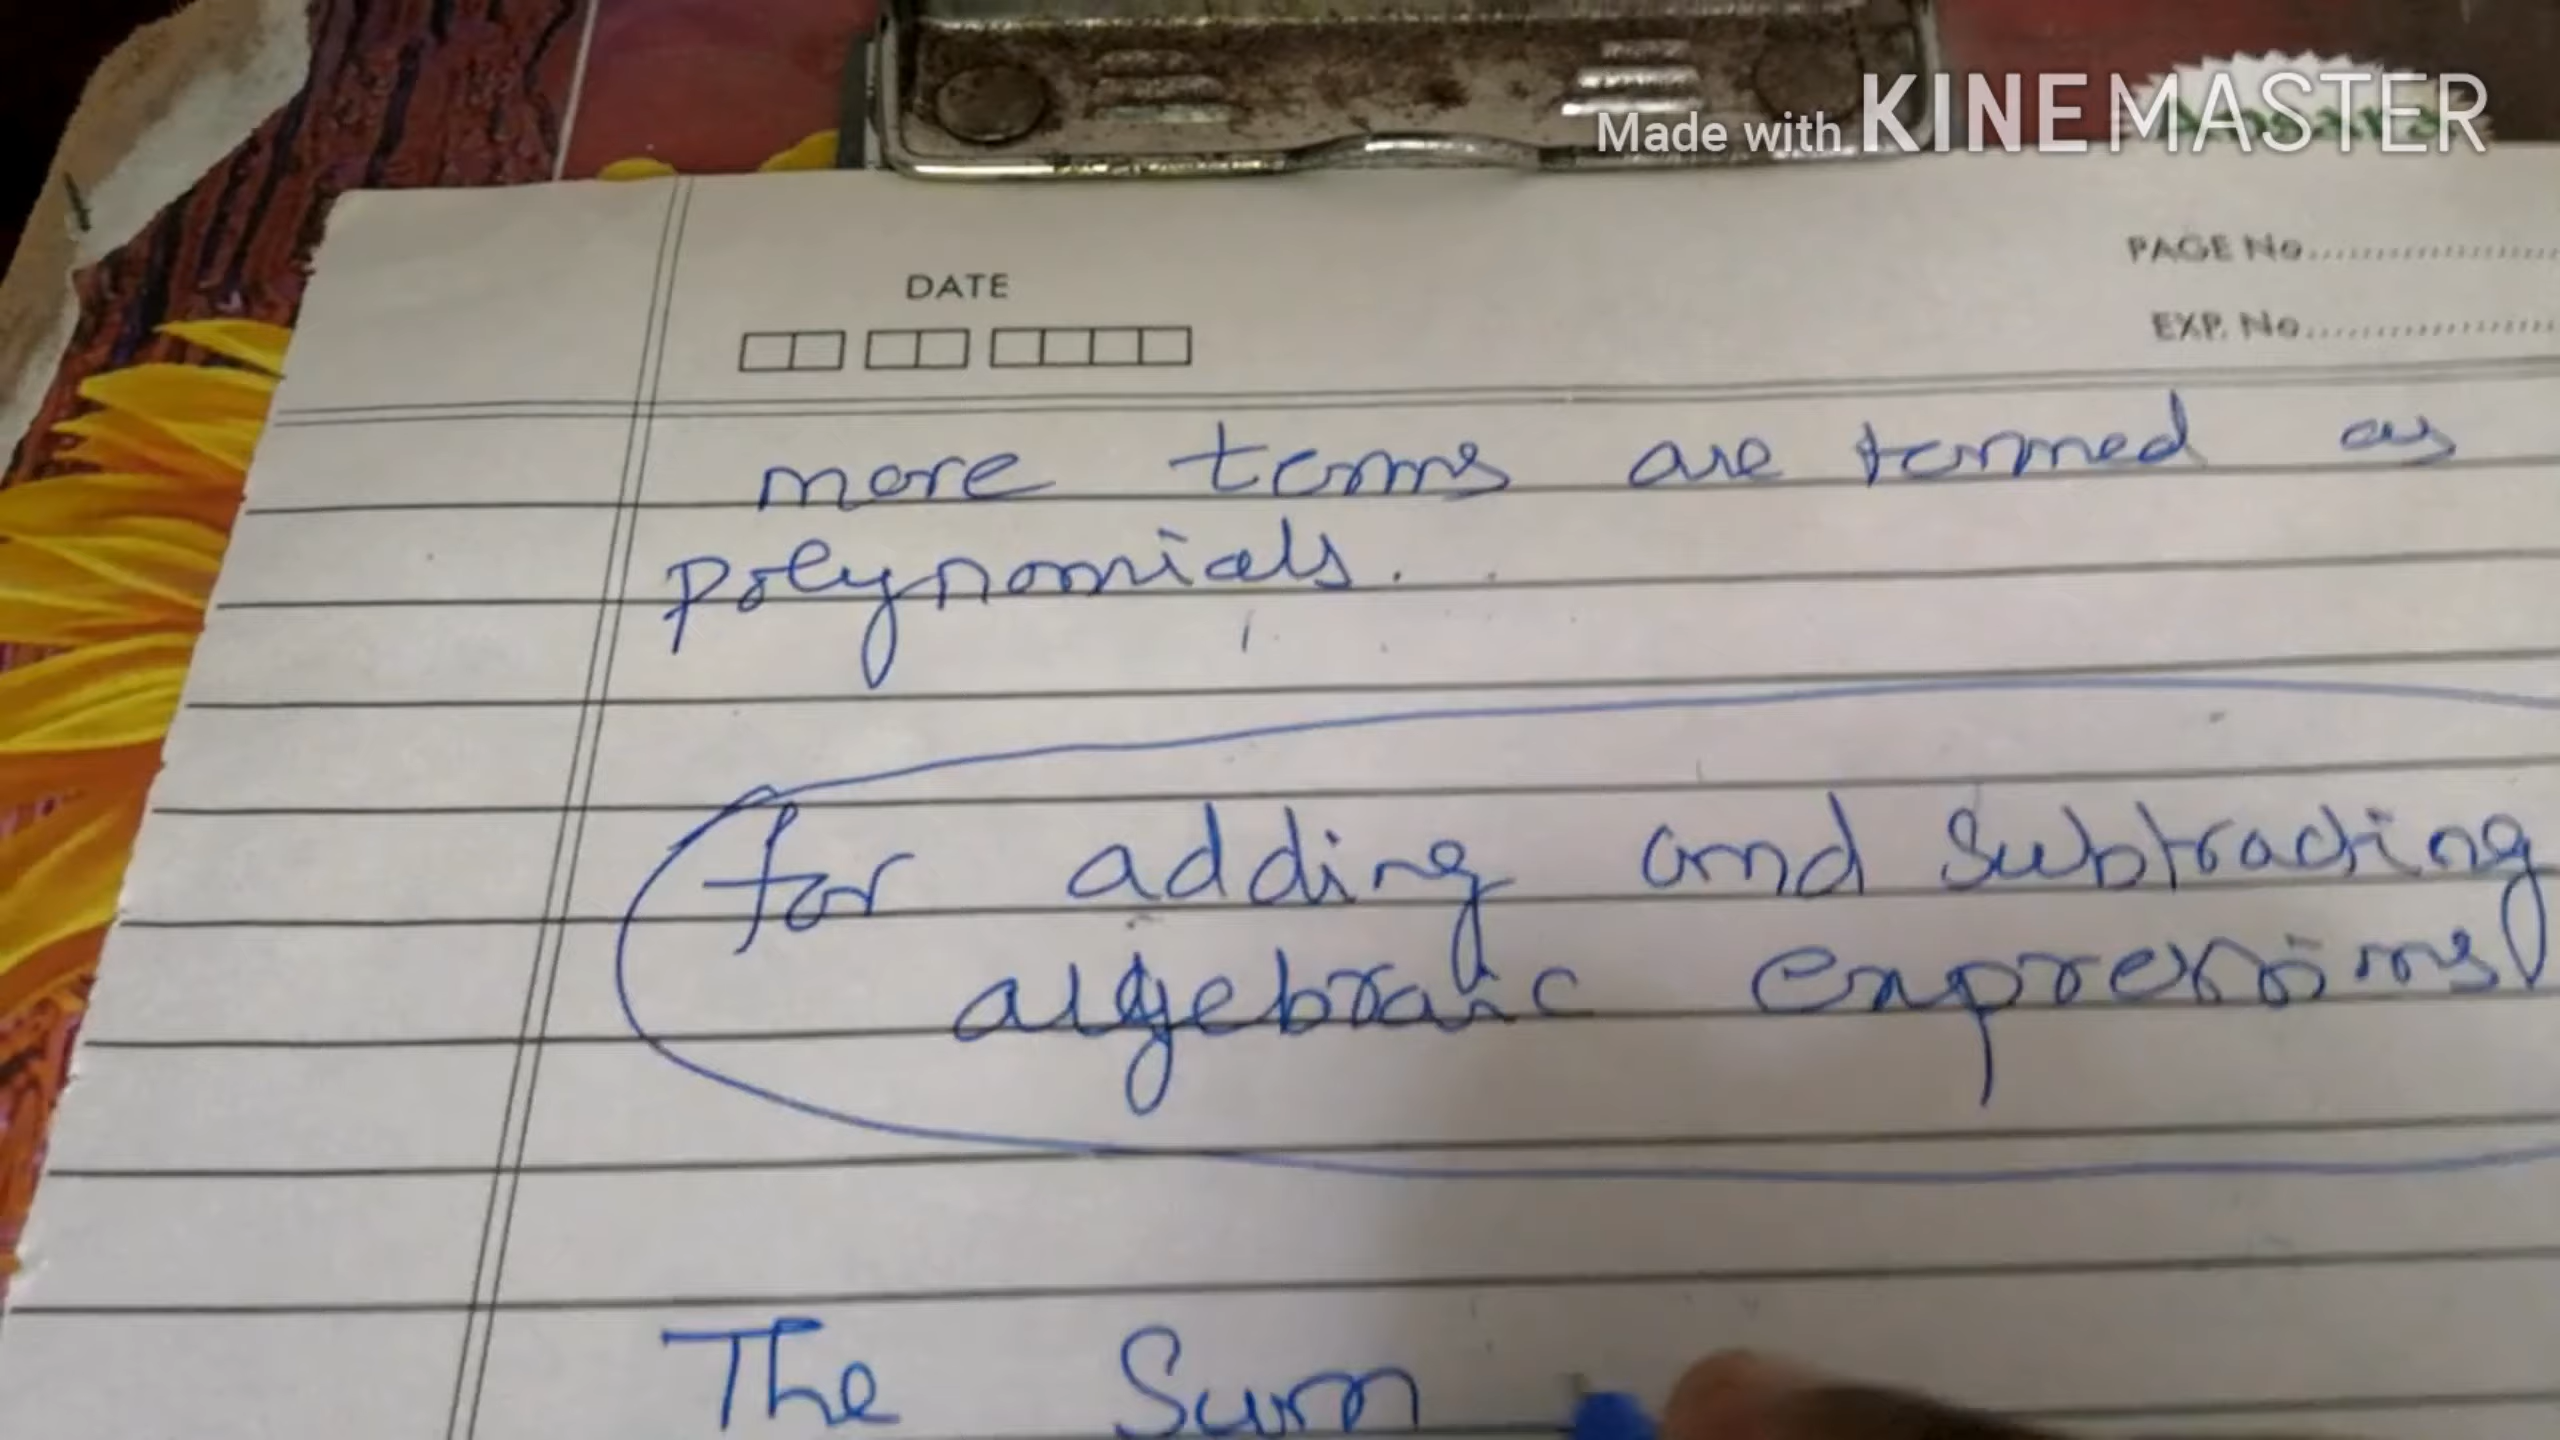 Made with KINEMASTER
PAGE No
DATE
EXP. No
more terms are termed as
polynomials.
for adding and Subtracting
algebraic expressions
The Sum